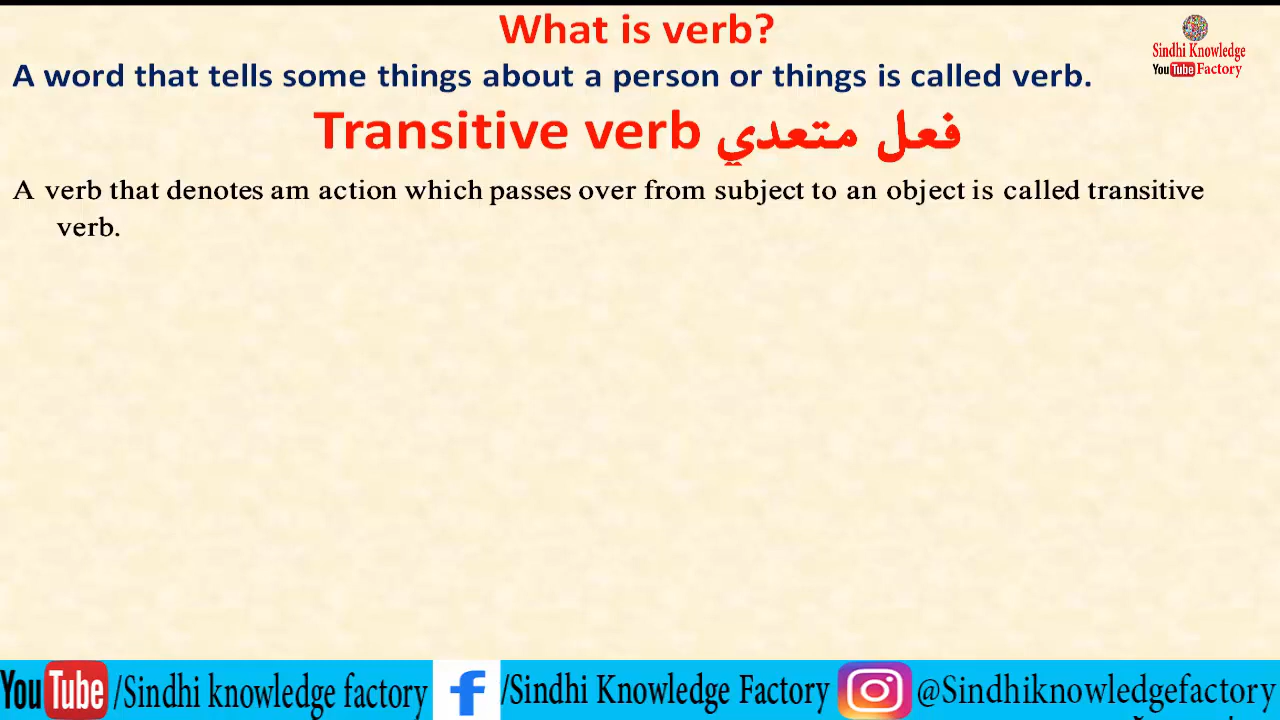 What is verb?
Sindhi Knowledge
YouTube Factory
A word that tells some things about a person or things is called verb.
Transitive verb فعل متعدي
A verb that denotes am action which passes over from subject to an object is called transitive
verb.
YouTube /Sindhi knowledge factory f /Sindhi Knowledge Factory @Sindhiknowledgefactory